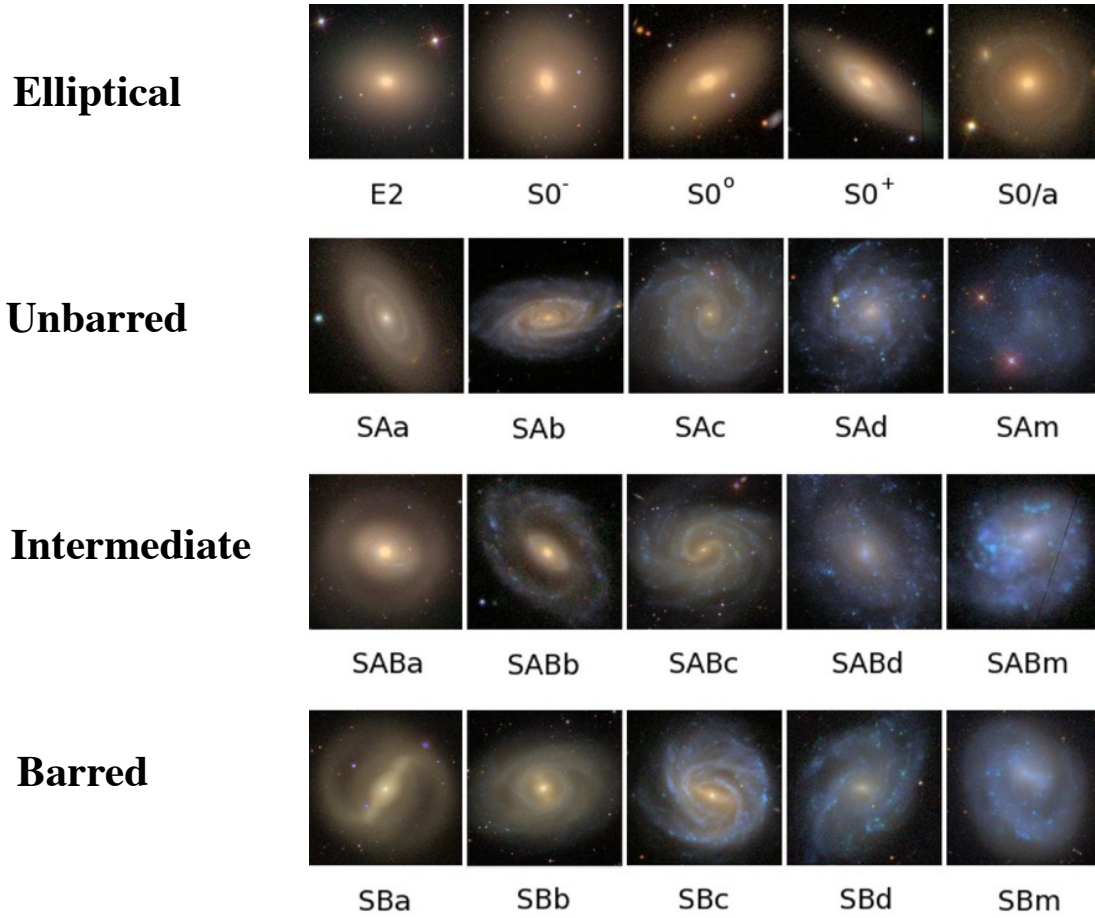 Elliptical
E2 S0⁻ S0ᵒ S0⁺ S0/a
Unbarred
SAa SAb SAc SAd SAm
Intermediate
SABa SABb SABc SABd SABm
Barred
SBa SBb SBc SBd SBm